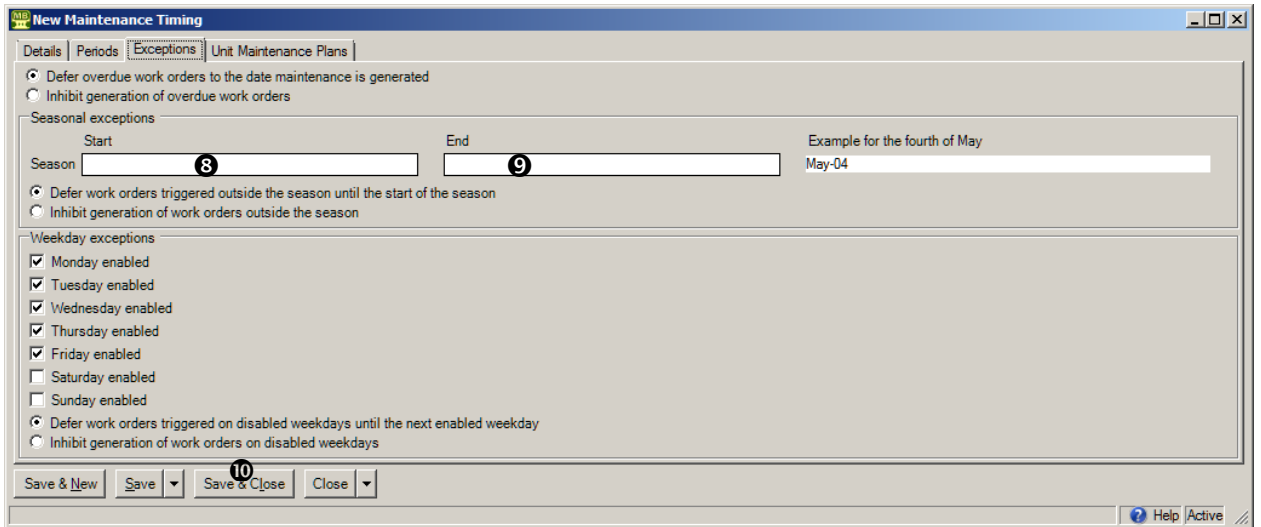 MB
New Maintenance Timing
Details Periods Exceptions Unit Maintenance Plans
Defer overdue work orders to the date maintenance is generated
Inhibit generation of overdue work orders
Seasonal exceptions
Start End Example for the fourth of May
Season ❽ ❾ May-04
Defer work orders triggered outside the season until the start of the season
Inhibit generation of work orders outside the season
Weekday exceptions
Monday enabled
Tuesday enabled
Wednesday enabled
Thursday enabled
Friday enabled
Saturday enabled
Sunday enabled
Defer work orders triggered on disabled weekdays until the next enabled weekday
Inhibit generation of work orders on disabled weekdays
❿
Save & New Save Save & Close Close
Help Active